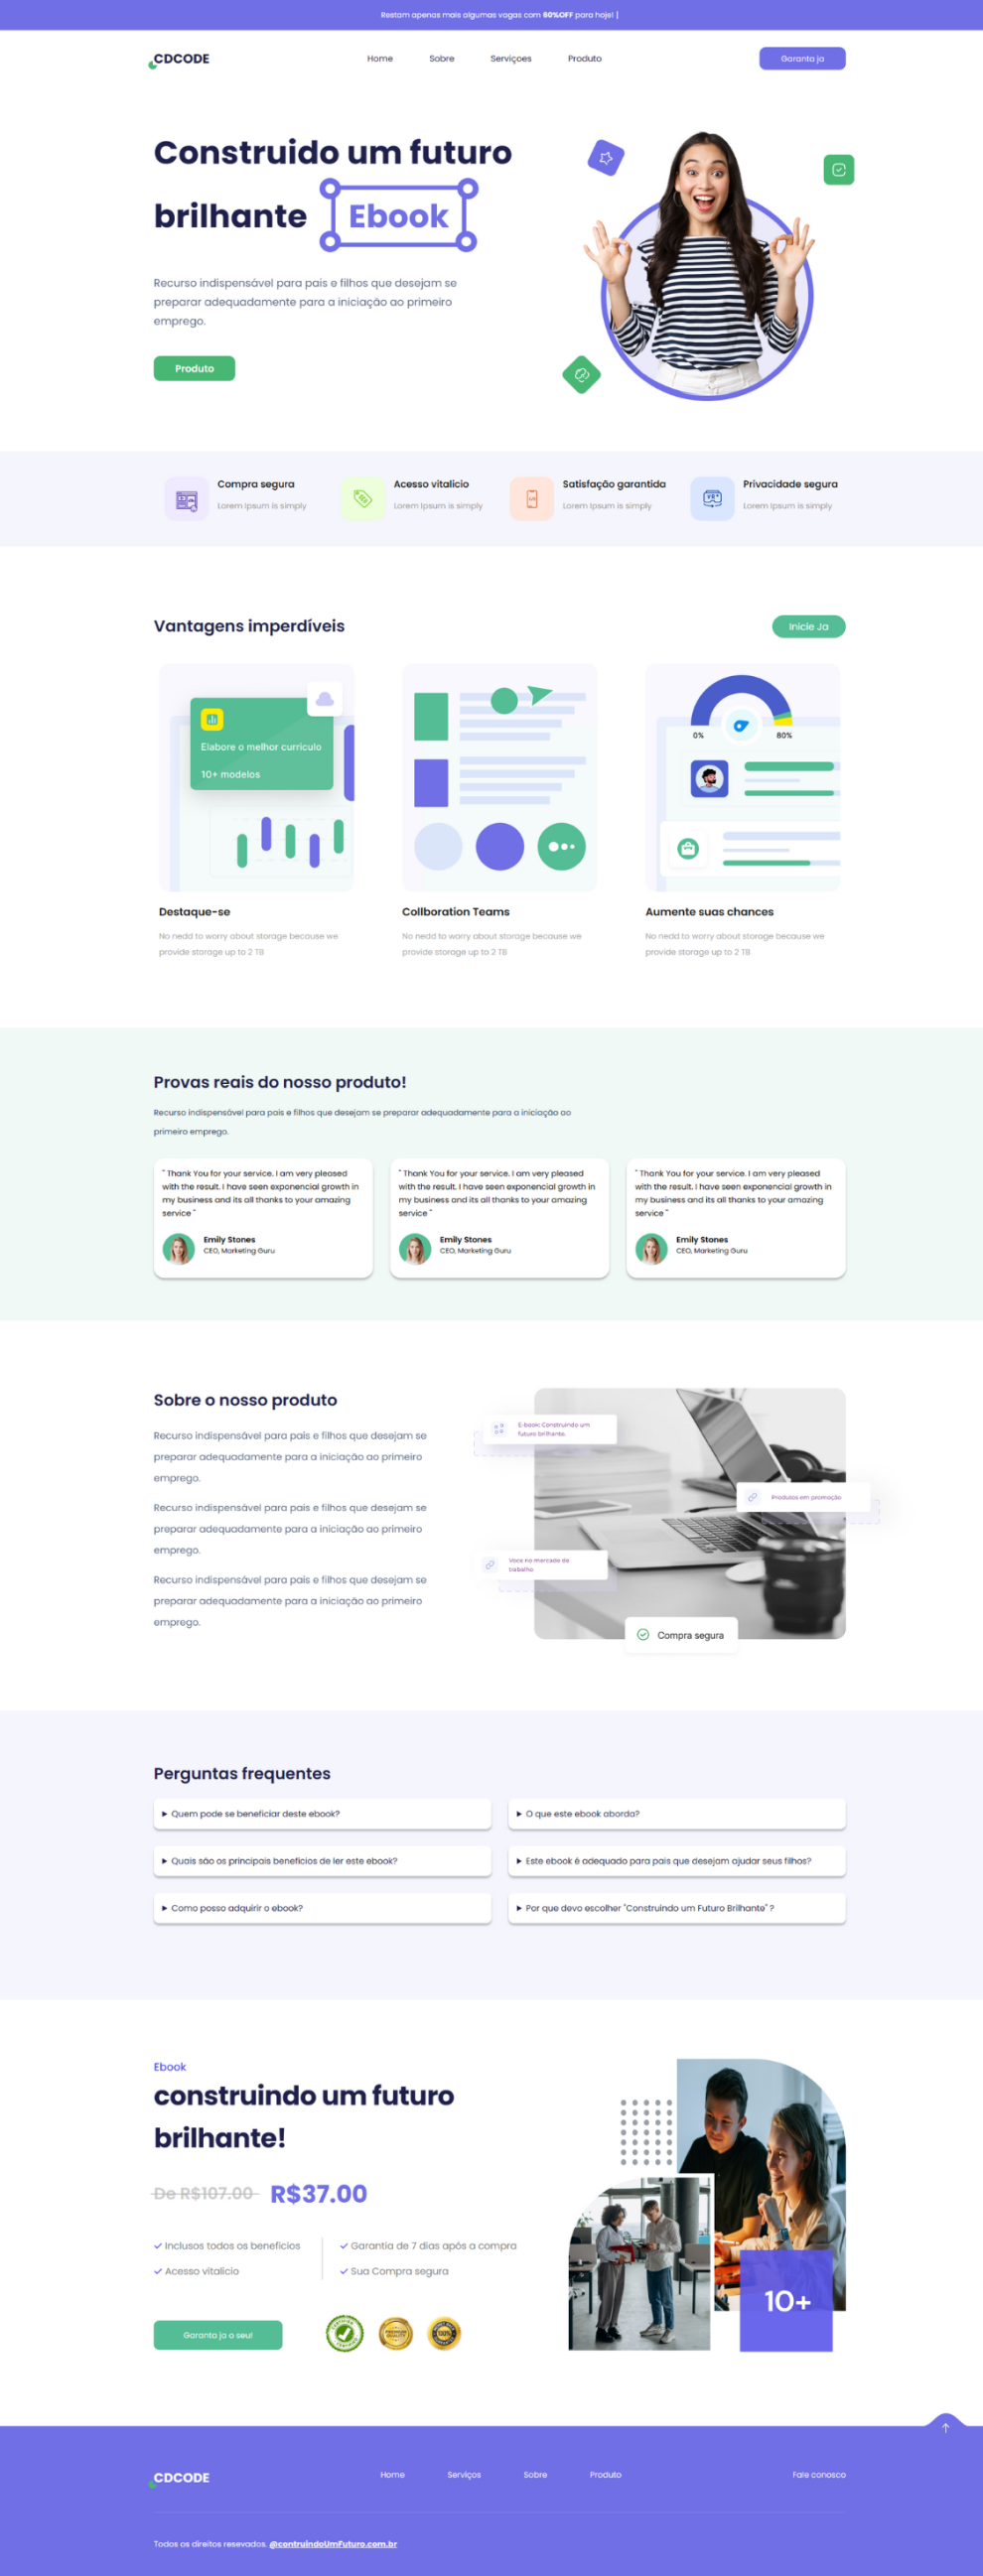 Restam apenas mais algumas vagas com 60%OFF para hoje! |
CDCODE
Home
Sobre
Serviçoes
Produto
Garanta ja
Construido um futuro
brilhante Ebook
Recurso indispensável para pais e filhos que desejam se
preparar adequadamente para a iniciação ao primeiro
emprego.
Produto
Compra segura
Lorem Ipsum is simply
Acesso vitalício
Lorem Ipsum is simply
Satisfação garantida
Lorem Ipsum is simply
Privacidade segura
Lorem Ipsum is simply
Vantagens imperdíveis
Inicie Ja
Elabore o melhor curriculo
10+ modelos
0%
80%
Destaque-se
No nedd to worry about storage because we
provide storage up to 2 TB
Collboration Teams
No nedd to worry about storage because we
provide storage up to 2 TB
Aumente suas chances
No nedd to worry about storage because we
provide storage up to 2 TB
Provas reais do nosso produto!
Recurso indispensável para pais e filhos que desejam se preparar adequadamente para a iniciação ao
primeiro emprego.
" Thank You for your service. I am very pleased
with the result. I have seen exponencial growth in
my business and its all thanks to your amazing
service "
Emily Stones
CEO, Marketing Guru
" Thank You for your service. I am very pleased
with the result. I have seen exponencial growth in
my business and its all thanks to your amazing
service "
Emily Stones
CEO, Marketing Guru
" Thank You for your service. I am very pleased
with the result. I have seen exponencial growth in
my business and its all thanks to your amazing
service "
Emily Stones
CEO, Marketing Guru
Sobre o nosso produto
Recurso indispensável para pais e filhos que desejam se
preparar adequadamente para a iniciação ao primeiro
emprego.
Recurso indispensável para pais e filhos que desejam se
preparar adequadamente para a iniciação ao primeiro
emprego.
Recurso indispensável para pais e filhos que desejam se
preparar adequadamente para a iniciação ao primeiro
emprego.
E-book: Construindo um
futuro brilhante.
Produtos em promoção
Voce no mercado de
trabalho
Compra segura
Perguntas frequentes
Quem pode se beneficiar deste ebook?
O que este ebook aborda?
Quais são os principais benefícios de ler este ebook?
Este ebook é adequado para pais que desejam ajudar seus filhos?
Como posso adquirir o ebook?
Por que devo escolher "Construindo um Futuro Brilhante" ?
Ebook
construindo um futuro
brilhante!
De R$107.00 R$37.00
Inclusos todos os benefícios
Acesso vitalício
Garantia de 7 dias após a compra
Sua Compra segura
Garanta ja o seu!
100%
10+
CDCODE
Home
Serviços
Sobre
Produto
Fale conosco
Todos os direitos resevados. @contruindoUmFuturo.com.br